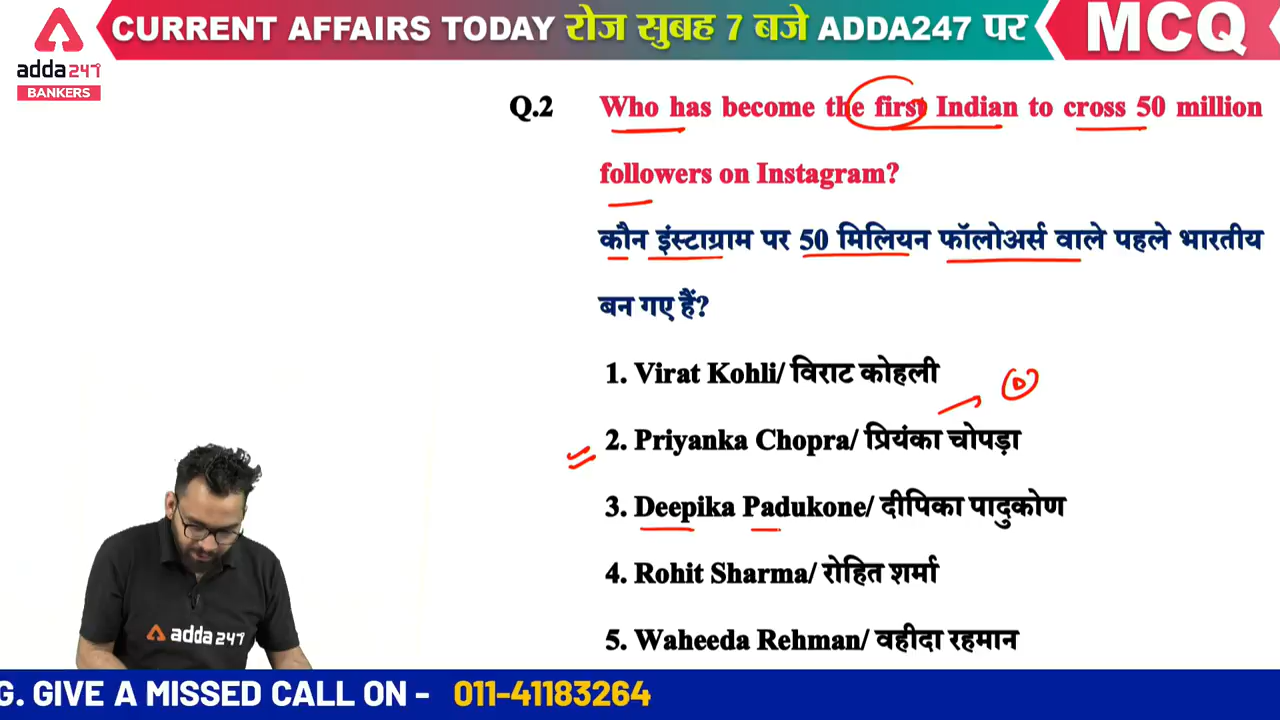 CURRENT AFFAIRS TODAY रोज सुबह 7 बजे ADDA247 पर
MCQ
adda247
BANKERS
Q.2 Who has become the first Indian to cross 50 million
followers on Instagram?
कौन इंस्टाग्राम पर 50 मिलियन फॉलोअर्स वाले पहले भारतीय
बन गए हैं?
1. Virat Kohli/ विराट कोहली
2. Priyanka Chopra/ प्रियंका चोपड़ा
3. Deepika Padukone/ दीपिका पादुकोण
4. Rohit Sharma/ रोहित शर्मा
5. Waheeda Rehman/ वहीदा रहमान
adda247
G. GIVE A MISSED CALL ON - 011-41183264